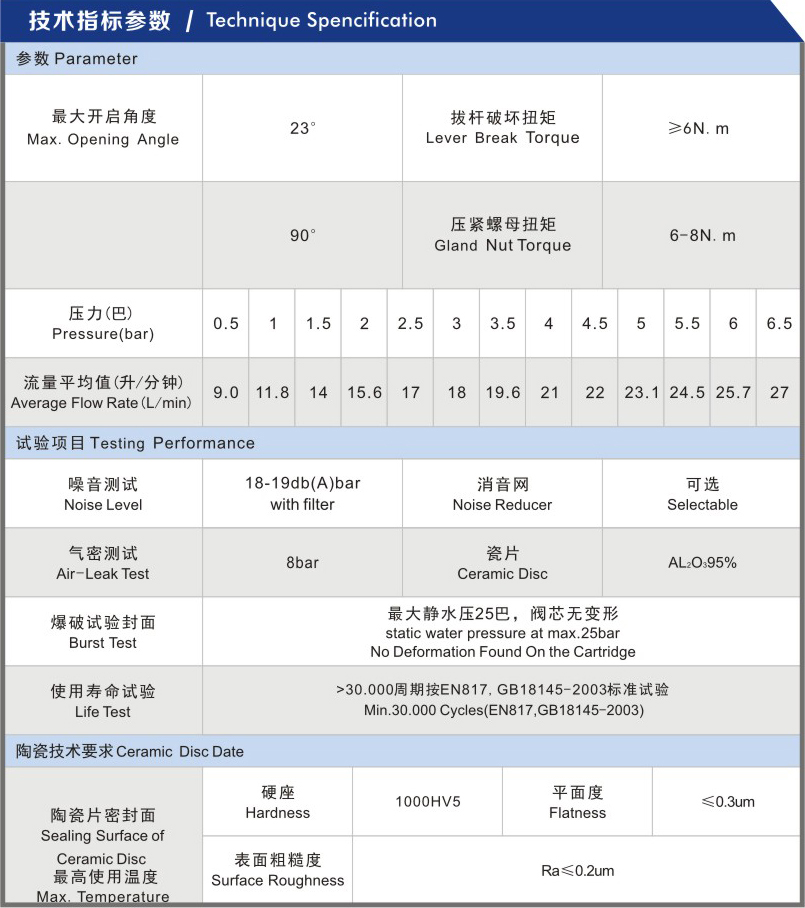 技术指标参数 / Technique Spencification
参数 Parameter
最大开启角度
Max. Opening Angle
23°
拔杆破坏扭矩
Lever Break Torque
≥6N. m
90°
压紧螺母扭矩
Gland Nut Torque
6-8N. m
压力(巴)
Pressure(bar)
0.5 1 1.5 2 2.5 3 3.5 4 4.5 5 5.5 6 6.5
流量平均值(升/分钟)
Average Flow Rate(L/min)
9.0 11.8 14 15.6 17 18 19.6 21 22 23.1 24.5 25.7 27
试验项目 Testing Performance
噪音测试
Noise Level
18-19db(A)bar
with filter
消音网
Noise Reducer
可选
Selectable
气密测试
Air-Leak Test
8bar
瓷片
Ceramic Disc
AL₂O₃95%
爆破试验封面
Burst Test
最大静水压25巴，阀芯无变形
static water pressure at max.25bar
No Deformation Found On the Cartridge
使用寿命试验
Life Test
>30.000周期按EN817, GB18145-2003标准试验
Min.30.000 Cycles(EN817,GB18145-2003)
陶瓷技术要求 Ceramic Disc Date
陶瓷片密封面
Sealing Surface of
Ceramic Disc
最高使用温度
Max. Temperature
硬座
Hardness
1000HV5
平面度
Flatness
≤0.3um
表面粗糙度
Surface Roughness
Ra≤0.2um